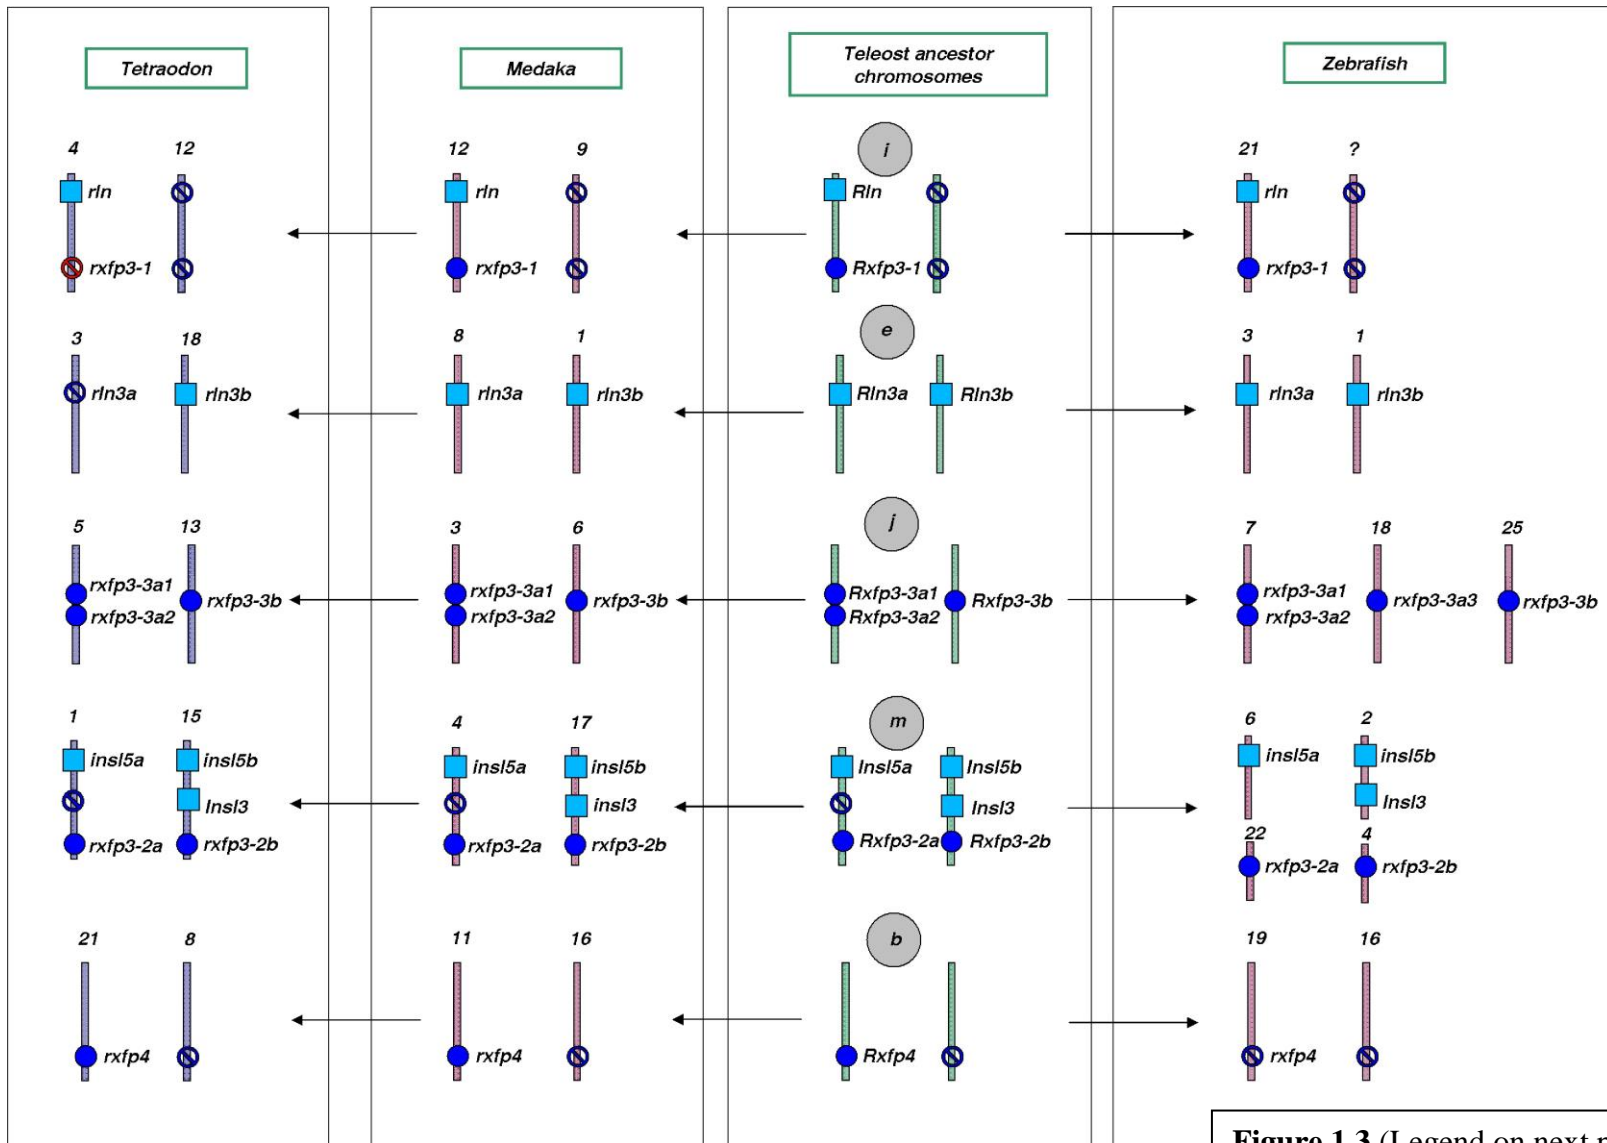 Tetraodon
Medaka
Teleost ancestor
chromosomes
Zebrafish
4 12
rln
rxfp3-1
12 9
rln
rxfp3-1
i
Rln
Rxfp3-1
21 ?
rln
rxfp3-1
3 18
rln3a rln3b
8 1
rln3a rln3b
e
Rln3a Rln3b
3 1
rln3a rln3b
5 13
rxfp3-3a1
rxfp3-3a2
rxfp3-3b
3 6
rxfp3-3a1
rxfp3-3a2
rxfp3-3b
j
Rxfp3-3a1
Rxfp3-3a2
Rxfp3-3b
7 18 25
rxfp3-3a1
rxfp3-3a2
rxfp3-3a3
rxfp3-3b
1 15
insl5a insl5b
Insl3
rxfp3-2a rxfp3-2b
4 17
insl5a insl5b
insl3
rxfp3-2a rxfp3-2b
m
Insl5a Insl5b
Insl3
Rxfp3-2a Rxfp3-2b
6 2
insl5a insl5b
Insl3
22 4
rxfp3-2a rxfp3-2b
21 8
rxfp4
11 16
rxfp4
b
Rxfp4
19 16
rxfp4
Figure 1.3 (Legend on next